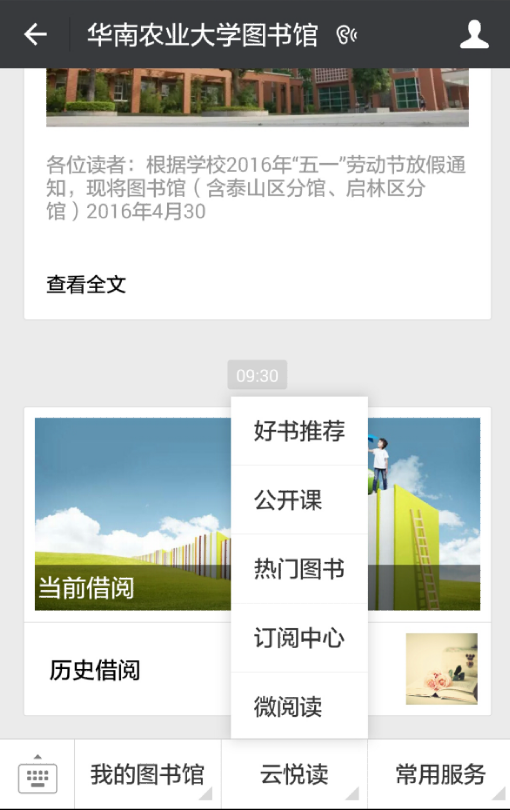 华南农业大学图书馆
各位读者：根据学校2016年“五一”劳动节放假通
知，现将图书馆（含泰山区分馆、启林区分
馆）2016年4月30
查看全文
09:30
当前借阅
历史借阅
好书推荐
公开课
热门图书
订阅中心
微阅读
我的图书馆
云悦读
常用服务